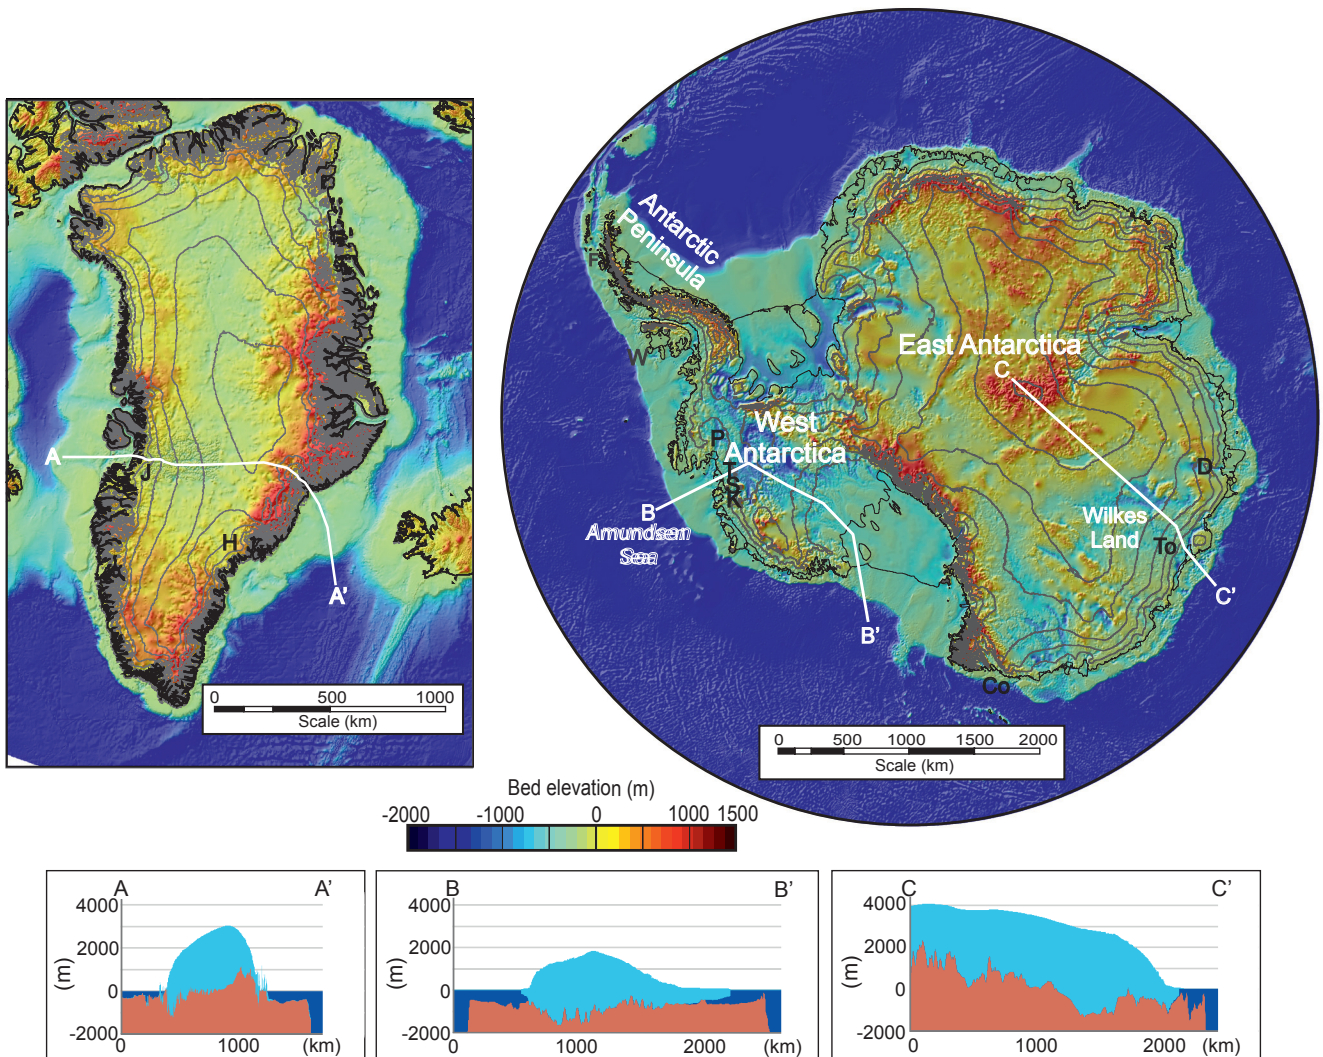 Antarctic
Peninsula
F
W
East Antarctica
C
West
Antarctica
P
T
S
K
B
Amundsen
Sea
D
Wilkes
Land
To
C'
B'
Co
A
J
H
A'
0 500 1000
Scale (km)
0 500 1000 1500 2000
Scale (km)
Bed elevation (m)
-2000 -1000 0 1000 1500
A A'
4000
2000
0
-2000
(m)
0 1000 (km)
B B'
4000
2000
0
-2000
(m)
0 1000 2000 (km)
C C'
4000
2000
0
-2000
(m)
0 1000 2000 (km)